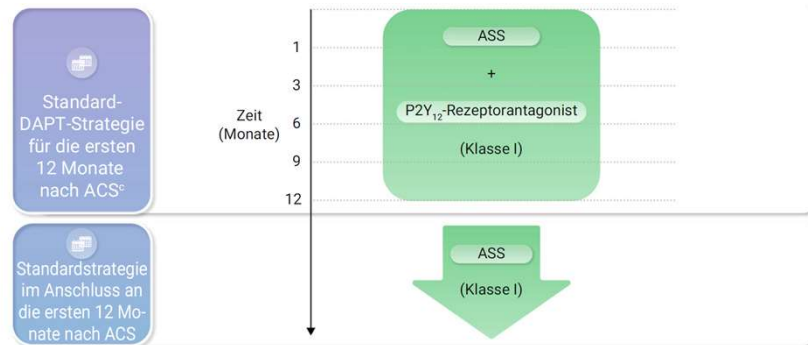 Standard-
DAPT-Strategie
für die ersten
12 Monate
nach ACSᶜ
Zeit
(Monate)
1
3
6
9
12
ASS
+
P2Y₁₂-Rezeptorantagonist
(Klasse I)
Standardstrategie
im Anschluss an
die ersten 12 Mo-
nate nach ACS
ASS
(Klasse I)